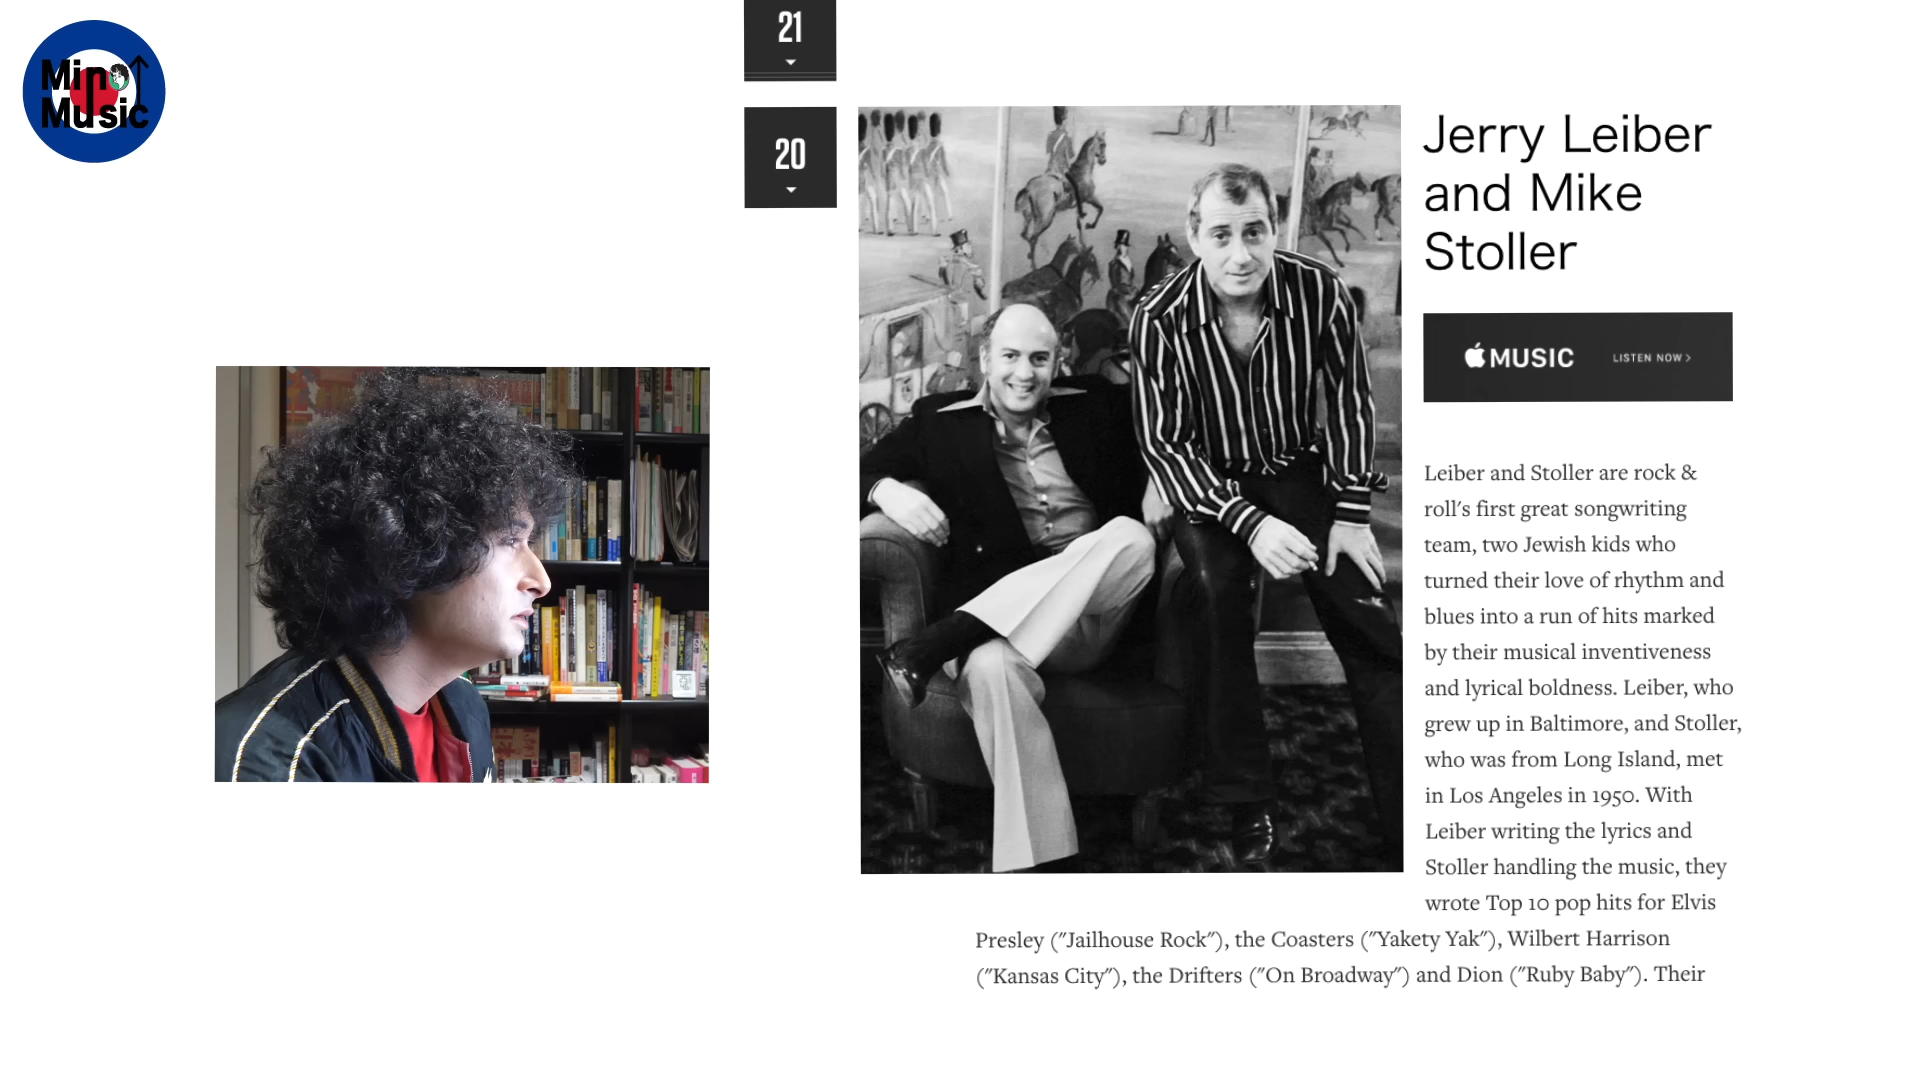 Mino
Music
21
20
Jerry Leiber
and Mike
Stoller
MUSIC
LISTEN NOW >
Leiber and Stoller are rock &
roll's first great songwriting
team, two Jewish kids who
turned their love of rhythm and
blues into a run of hits marked
by their musical inventiveness
and lyrical boldness. Leiber, who
grew up in Baltimore, and Stoller,
who was from Long Island, met
in Los Angeles in 1950. With
Leiber writing the lyrics and
Stoller handling the music, they
wrote Top 10 pop hits for Elvis
Presley ("Jailhouse Rock"), the Coasters ("Yakety Yak"), Wilbert Harrison
("Kansas City"), the Drifters ("On Broadway") and Dion ("Ruby Baby"). Their